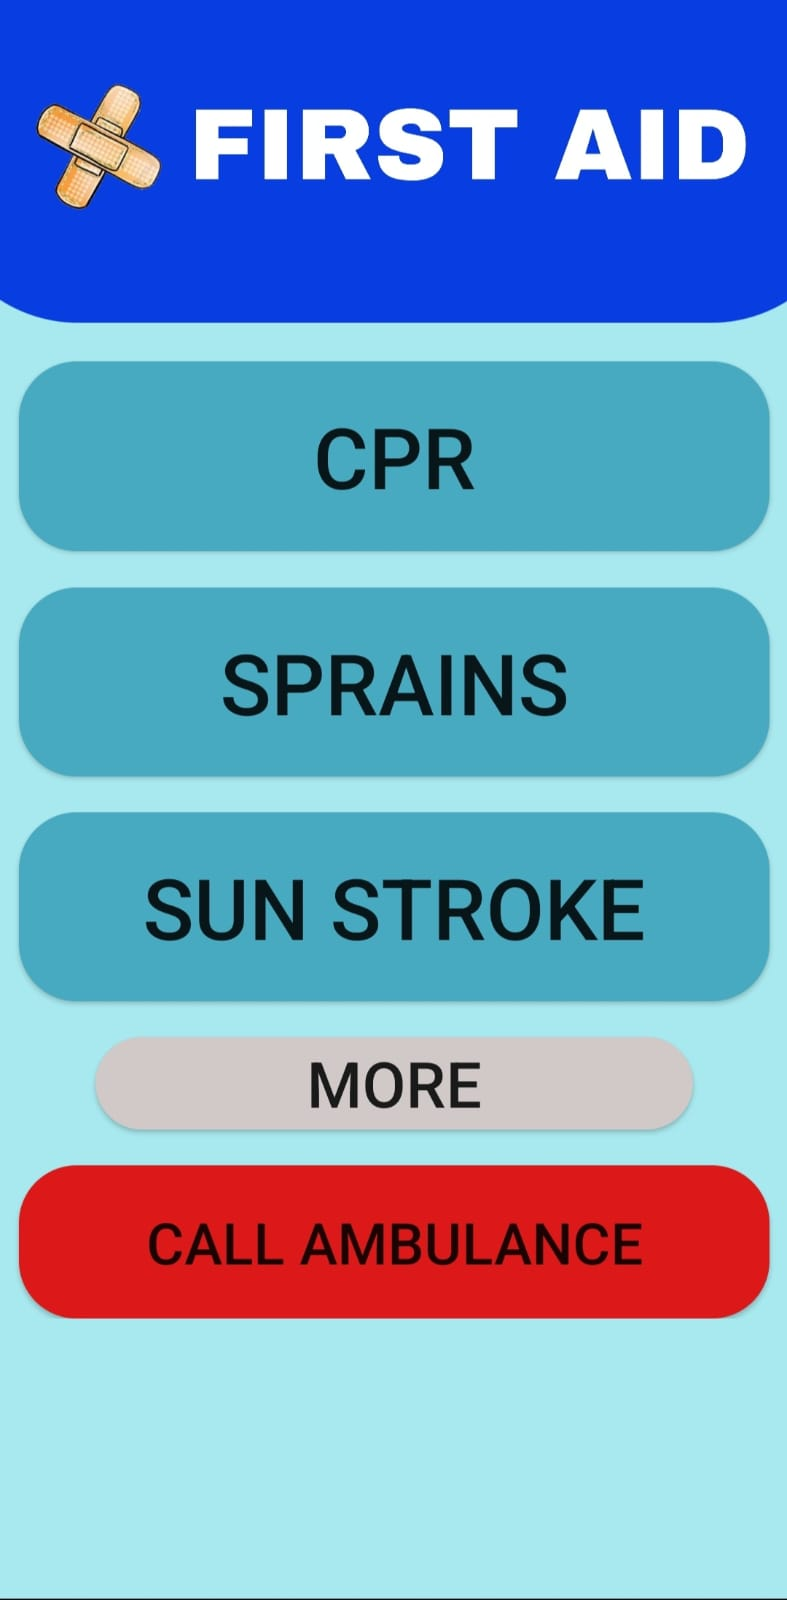 FIRST AID
CPR
SPRAINS
SUN STROKE
MORE
CALL AMBULANCE